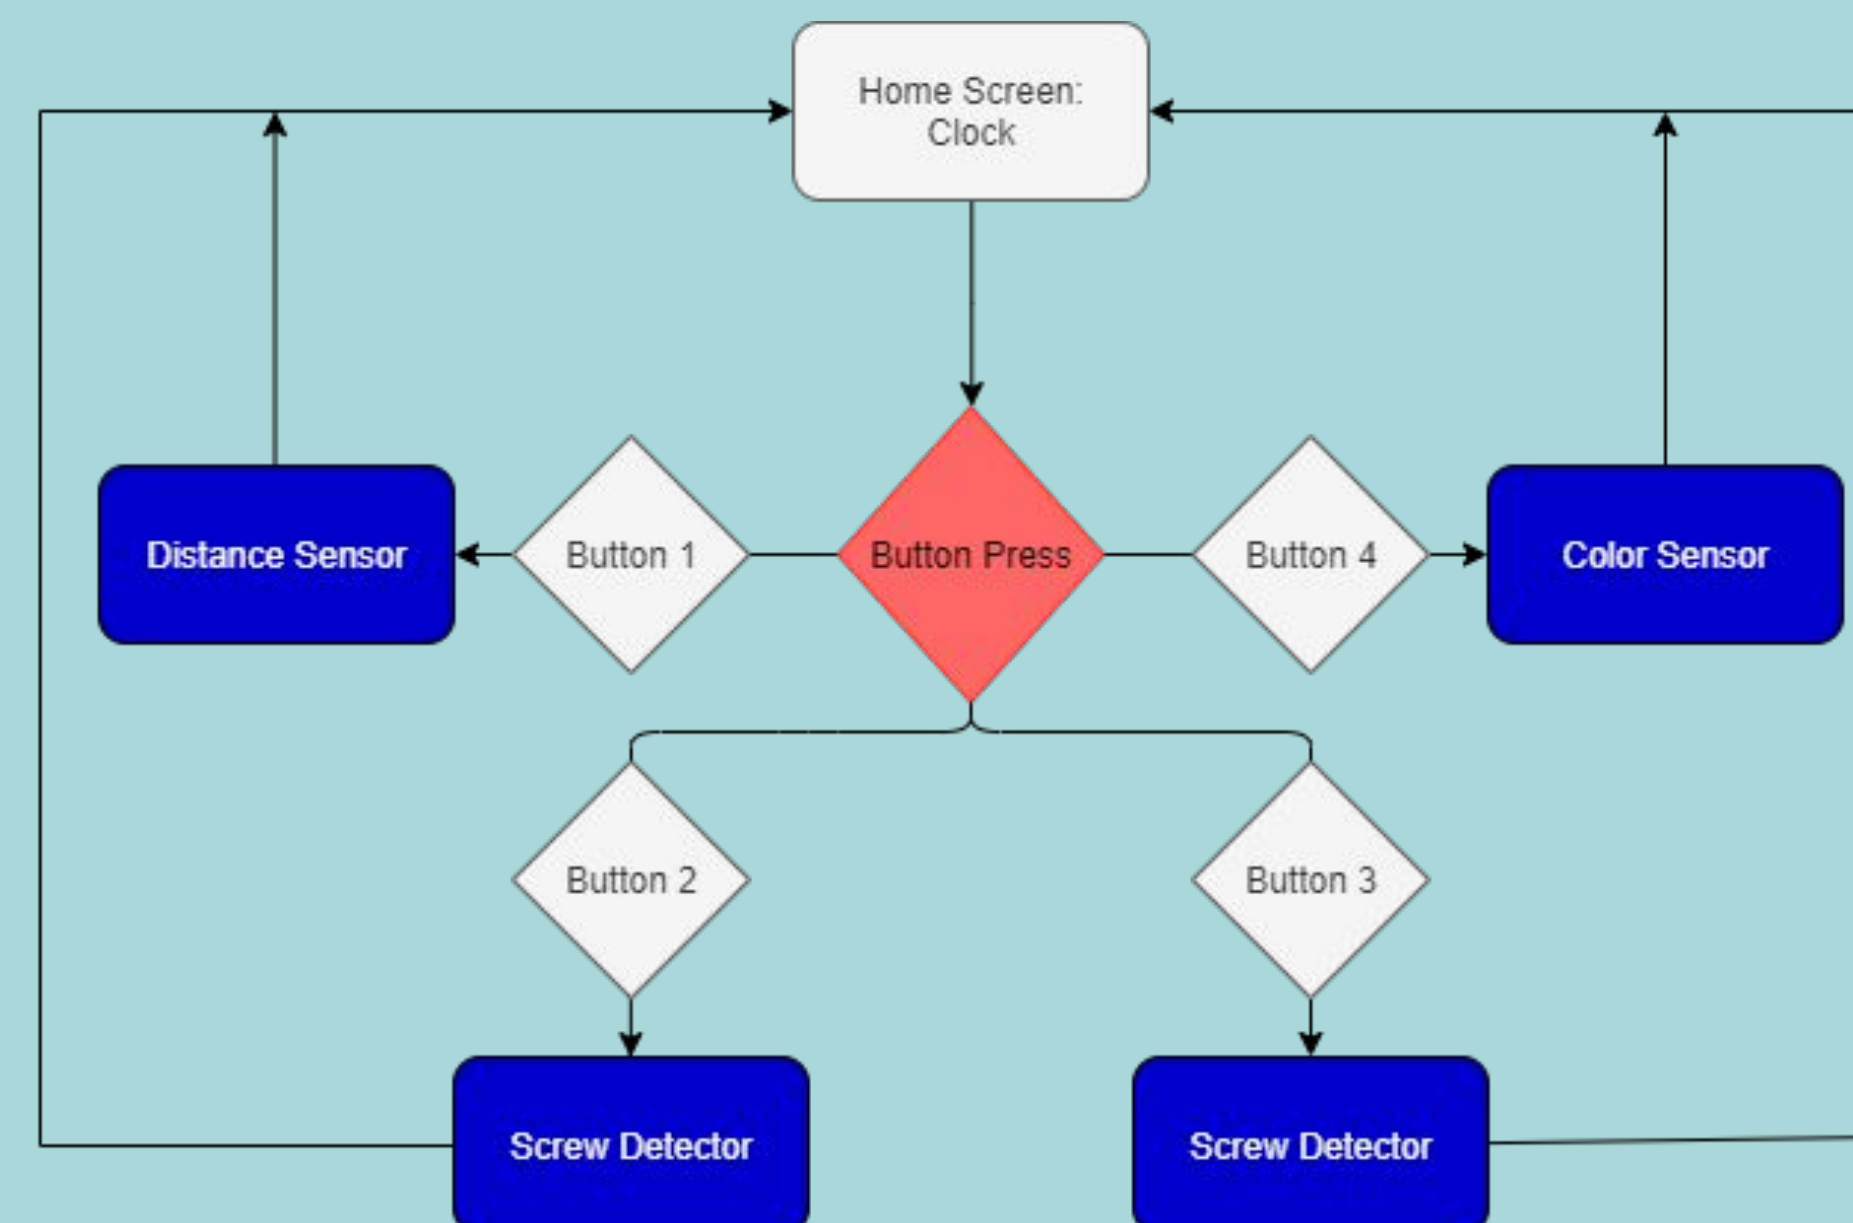 Home Screen:
Clock
Distance Sensor
Button 1
Button Press
Button 4
Color Sensor
Button 2
Button 3
Screw Detector
Screw Detector